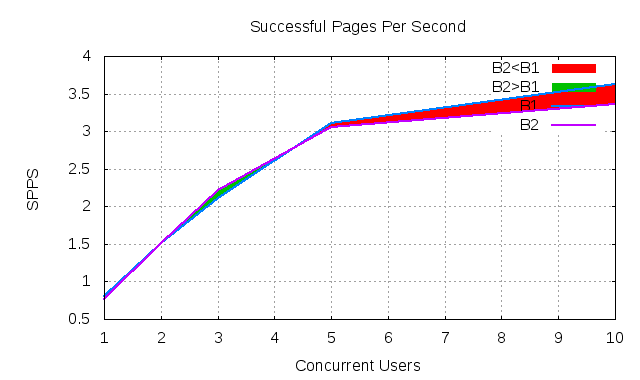 Successful Pages Per Second
4
3.5
3
2.5
2
1.5
1
0.5
SPPS
B2<B1
B2>B1
B1
B2
1 2 3 4 5 6 7 8 9 10
Concurrent Users